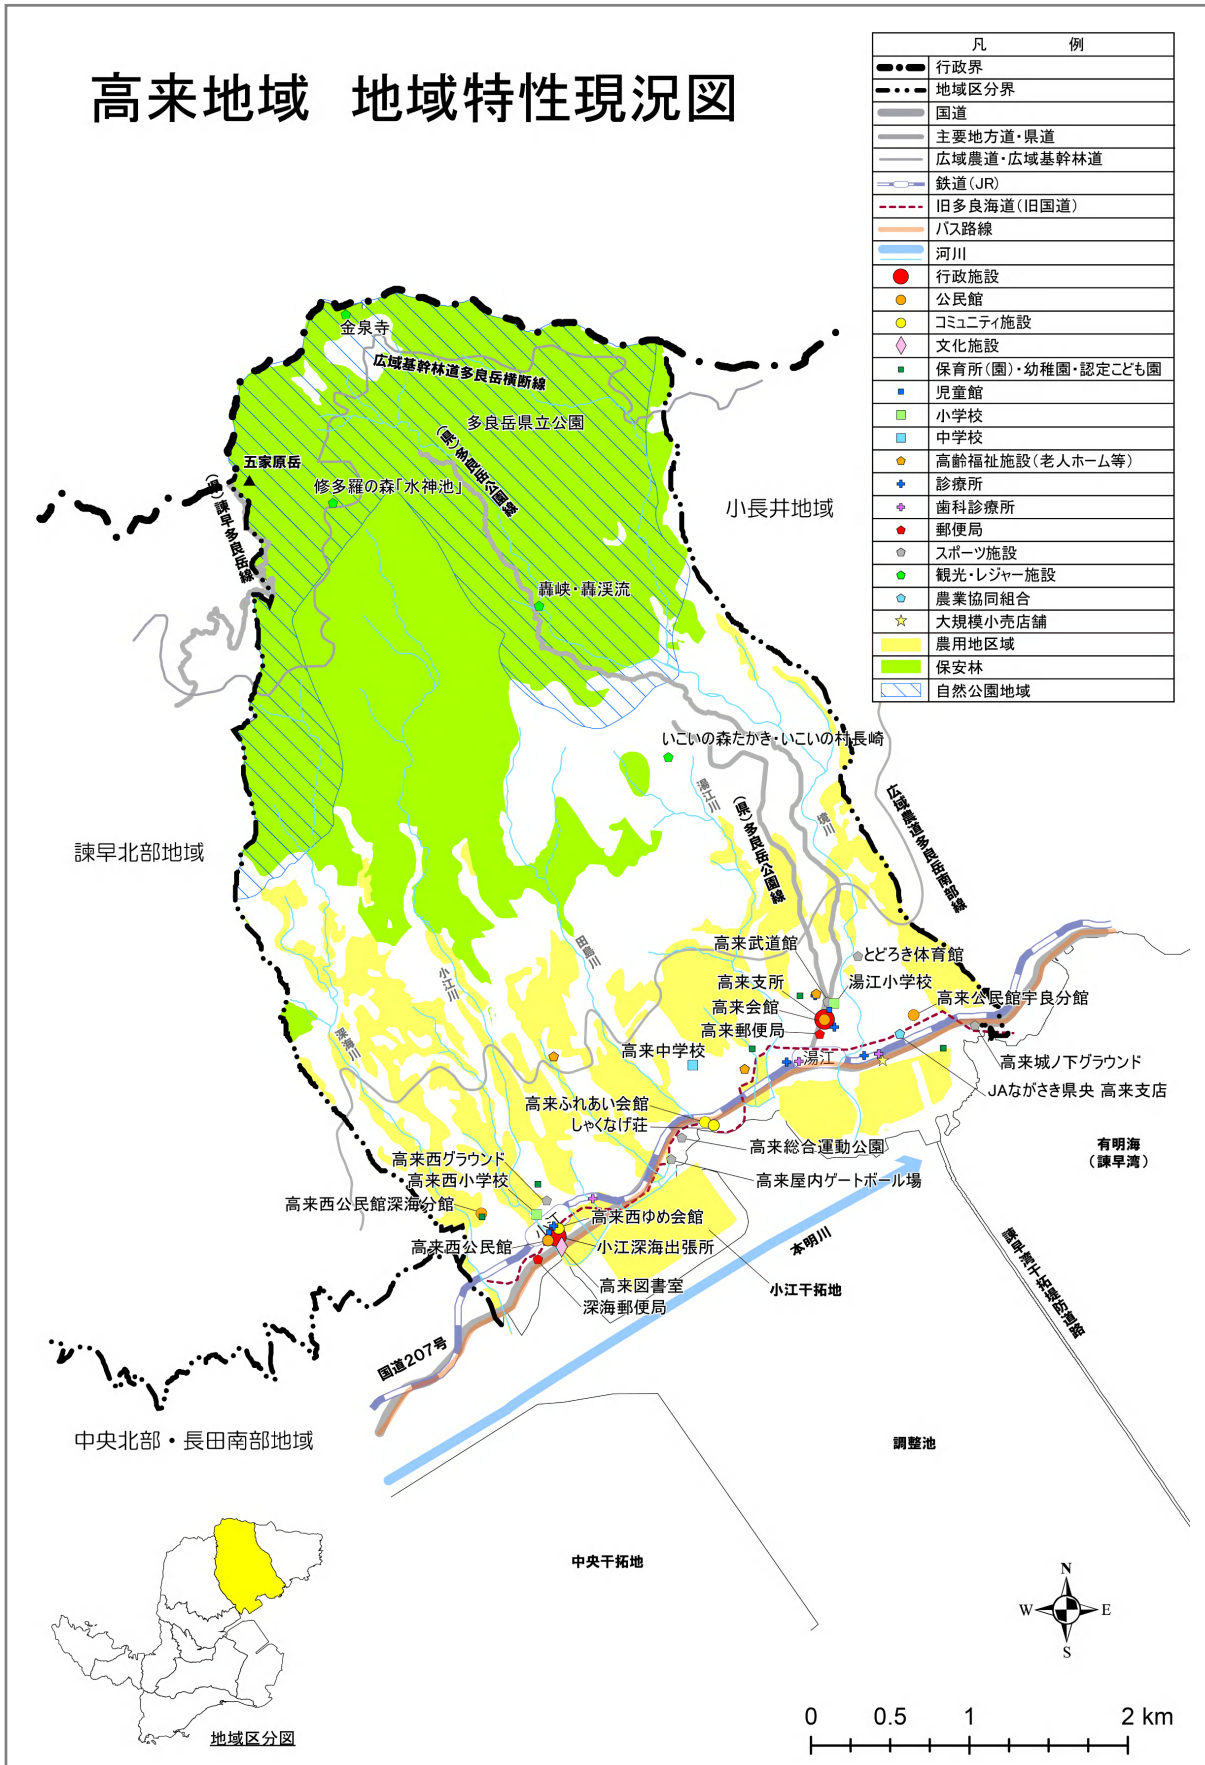 高来地域 地域特性現況図
凡 例
行政界
地域区分界
国道
主要地方道・県道
広域農道・広域基幹林道
鉄道(JR)
旧多良海道(旧国道)
バス路線
河川
行政施設
公民館
コミュニティ施設
文化施設
保育所(園)・幼稚園・認定こども園
児童館
小学校
中学校
高齢福祉施設(老人ホーム等)
診療所
歯科診療所
郵便局
スポーツ施設
観光・レジャー施設
農業協同組合
大規模小売店舗
農用地区域
保安林
自然公園地域
金泉寺
広域基幹林道多良岳横断線
多良岳県立公園
(県)多良岳公園線
五家原岳
修多羅の森「水神池」
(県)諫早多良岳線
小長井地域
轟峡・轟渓流
いこいの森たかき・いこいの村長崎
湯江川
(県)多良岳公園線
境川
広域農道多良岳南部線
諫早北部地域
田島川
小江川
深海川
高来武道館
とどろき体育館
高来支所
湯江小学校
高来会館
高来公民館宇良分館
高来郵便局
高来中学校
湯江
高来城ノ下グラウンド
JAながさき県央 高来支店
高来ふれあい会館
しゃくなげ荘
高来総合運動公園
有明海
(諫早湾)
高来西グラウンド
高来屋内ゲートボール場
高来西小学校
高来西公民館深海分館
小江
高来西ゆめ会館
高来西公民館
小江深海出張所
本明川
高来図書室
小江干拓地
深海郵便局
諫早湾干拓堤防道路
国道207号
中央北部・長田南部地域
調整池
中央干拓地
地域区分図
N
W
E
S
0 0.5 1 2 km